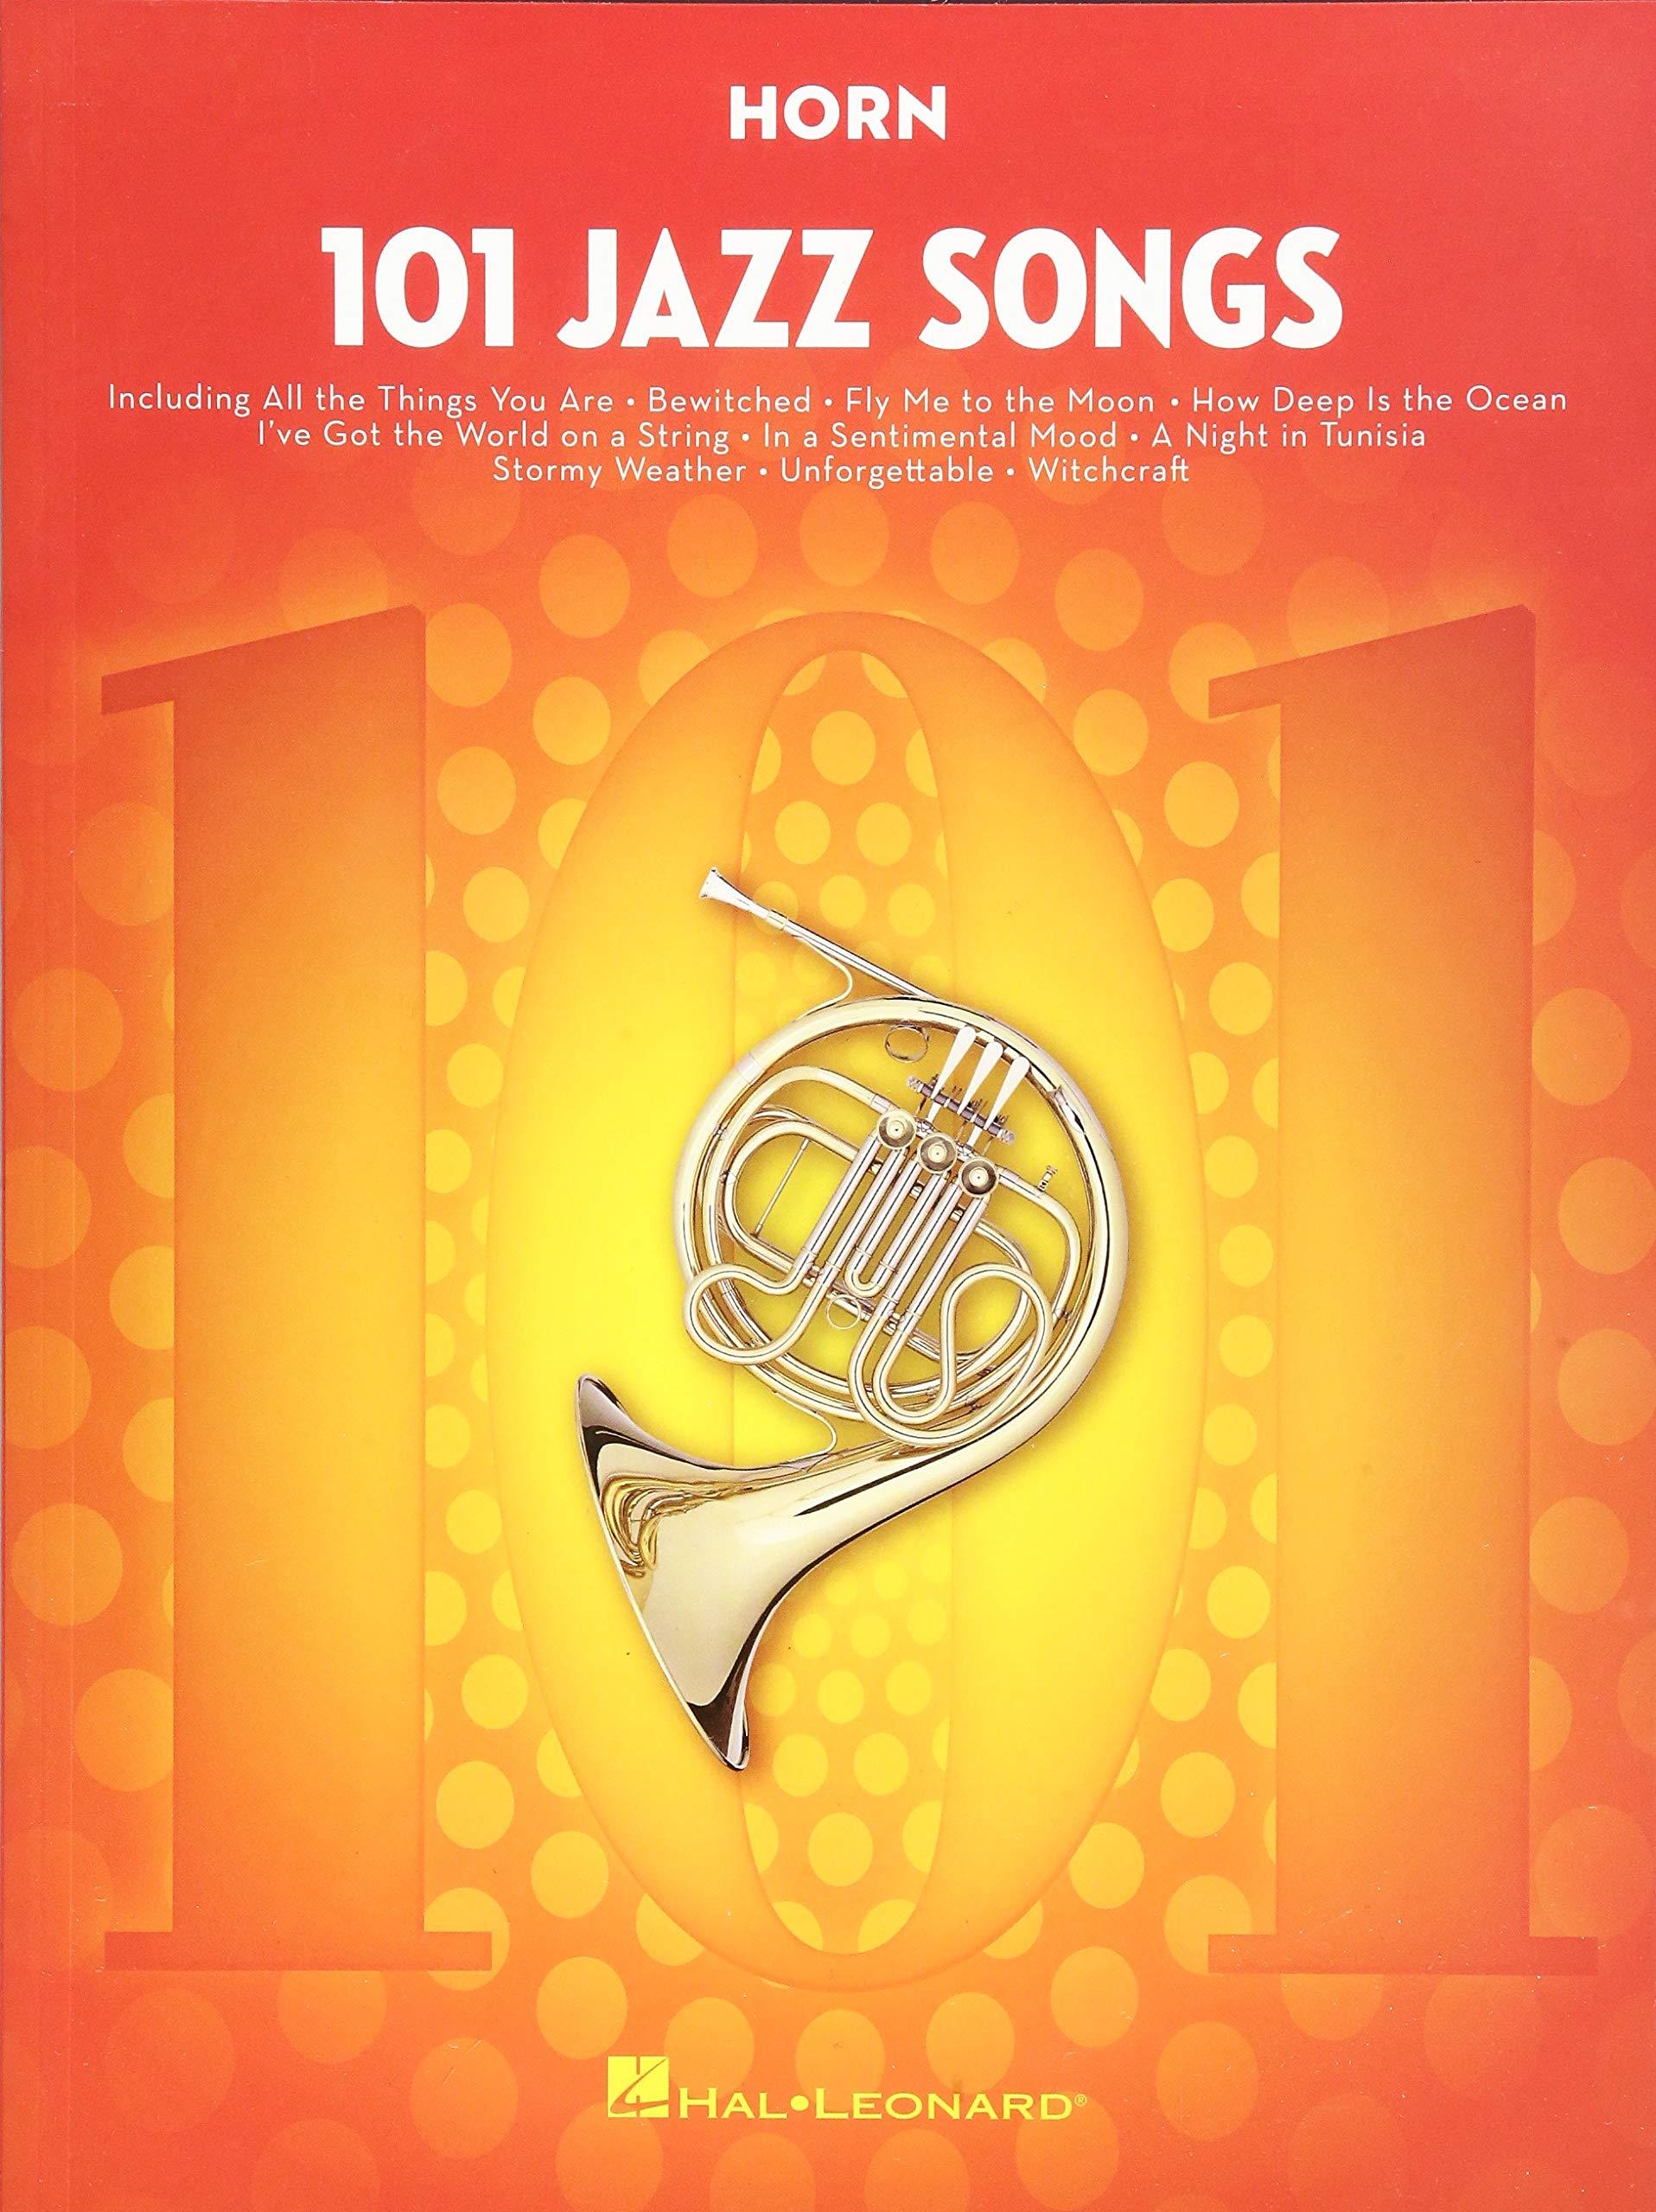 HORN
101 JAZZ SONGS
Including All the Things You Are • Bewitched • Fly Me to the Moon • How Deep Is the Ocean
I've Got the World on a String • In a Sentimental Mood • A Night in Tunisia
Stormy Weather • Unforgettable • Witchcraft
101
HAL•LEONARD®